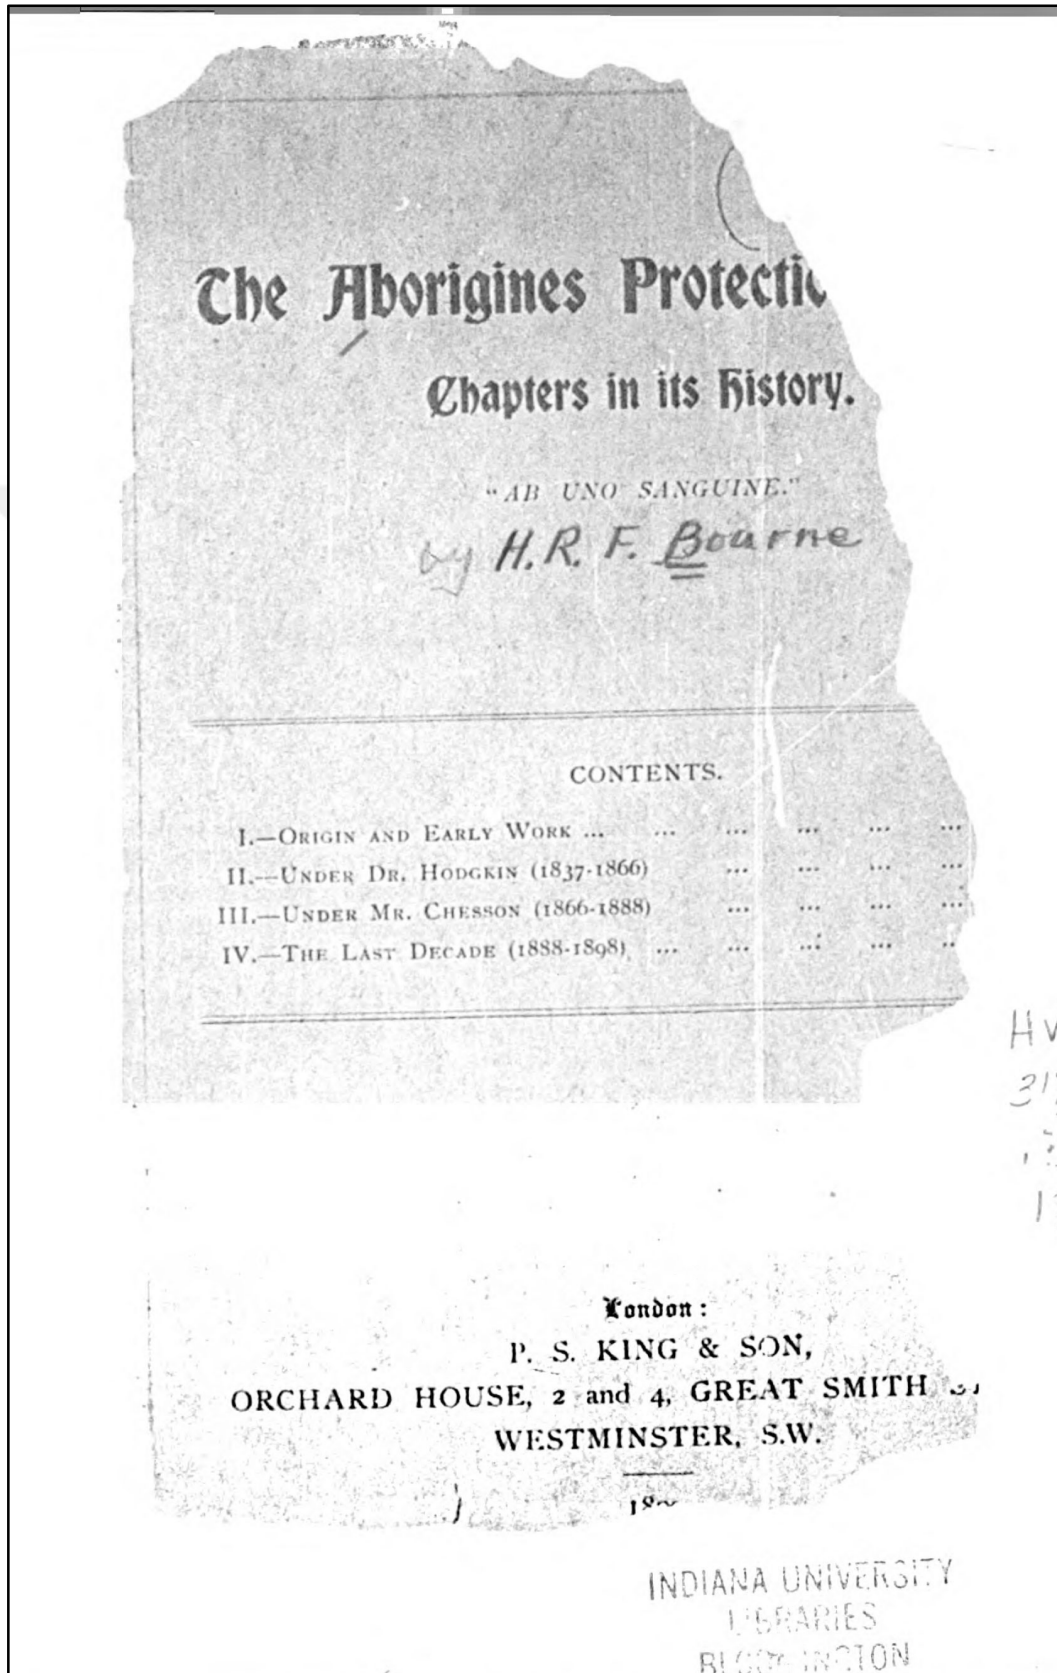 The Aborigines Protectio
Chapters in its History.
"AB UNO SANGUINE."
by H. R. F. Bourne
CONTENTS.
I.—ORIGIN AND EARLY WORK ... ... ... ... ... ...
II.—UNDER DR. HODGKIN (1837-1866) ... ... ... ...
III.—UNDER MR. CHESSON (1866-1888) ... ... ... ...
IV.—THE LAST DECADE (1888-1898) ... ... ... ... ..
London:
P. S. KING & SON,
ORCHARD HOUSE, 2 and 4, GREAT SMITH
WESTMINSTER, S.W.
INDIANA UNIVERSITY
LIBRARIES
BLOOMINGTON